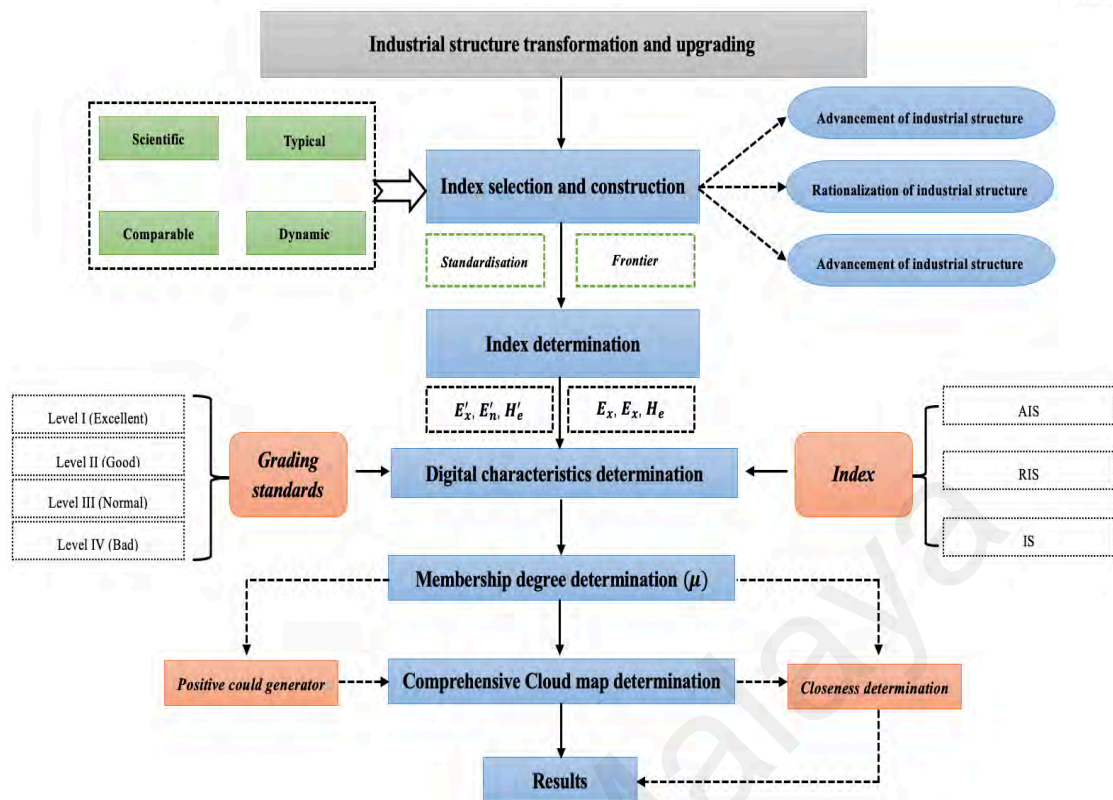 Industrial structure transformation and upgrading
Scientific
Typical
Comparable
Dynamic
Index selection and construction
Advancement of industrial structure
Rationalization of industrial structure
Advancement of industrial structure
Standardisation
Frontier
Index determination
E′ₓ, E′ₙ, H′ₑ
Eₓ, Eₓ, Hₑ
Level I (Excellent)
Level II (Good)
Level III (Normal)
Level IV (Bad)
Grading
standards
Digital characteristics determination
Index
AIS
RIS
IS
Membership degree determination (μ)
Positive could generator
Comprehensive Cloud map determination
Closeness determination
Results
Malaya